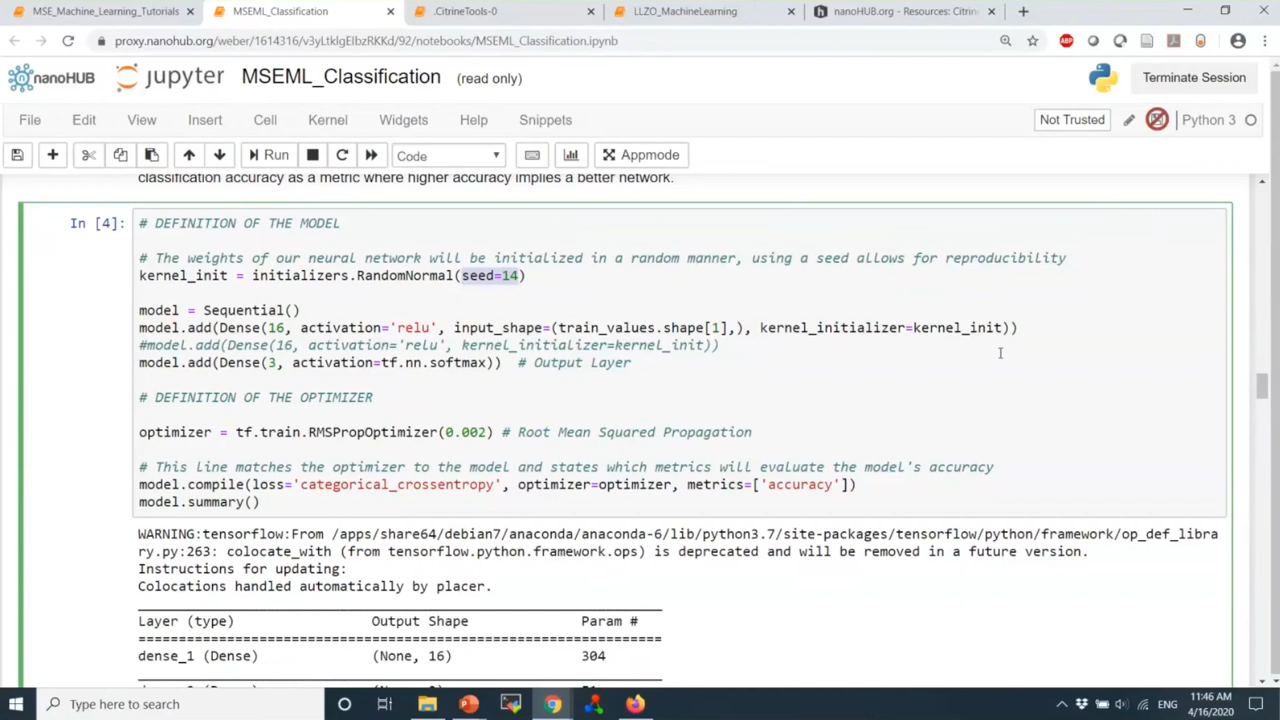 MSE_Machine_Learning_Tutorials
MSEML_Classification
.CitrineTools-0
LLZO_MachineLearning
nanoHUB.org - Resources: Citrin
proxy.nanohub.org/weber/1614316/v3yLtklgElbzRKKd/92/notebooks/MSEML_Classification.ipynb
nanoHUB jupyter MSEML_Classification (read only) Terminate Session
File Edit View Insert Cell Kernel Widgets Help Snippets Not Trusted Python 3
Run Code Appmode
classification accuracy as a metric where higher accuracy implies a better network.
In [4]: # DEFINITION OF THE MODEL
# The weights of our neural network will be initialized in a random manner, using a seed allows for reproducibility
kernel_init = initializers.RandomNormal(seed=14)
model = Sequential()
model.add(Dense(16, activation='relu', input_shape=(train_values.shape[1],), kernel_initializer=kernel_init))
#model.add(Dense(16, activation='relu', kernel_initializer=kernel_init))
model.add(Dense(3, activation=tf.nn.softmax)) # Output Layer
# DEFINITION OF THE OPTIMIZER
optimizer = tf.train.RMSPropOptimizer(0.002) # Root Mean Squared Propagation
# This line matches the optimizer to the model and states which metrics will evaluate the model's accuracy
model.compile(loss='categorical_crossentropy', optimizer=optimizer, metrics=['accuracy'])
model.summary()
WARNING:tensorflow:From /apps/share64/debian7/anaconda/anaconda-6/lib/python3.7/site-packages/tensorflow/python/framework/op_def_libra
ry.py:263: colocate_with (from tensorflow.python.framework.ops) is deprecated and will be removed in a future version.
Instructions for updating:
Colocations handled automatically by placer.
Layer (type) Output Shape Param #
dense_1 (Dense) (None, 16) 304
Type here to search
ENG
11:46 AM
4/16/2020